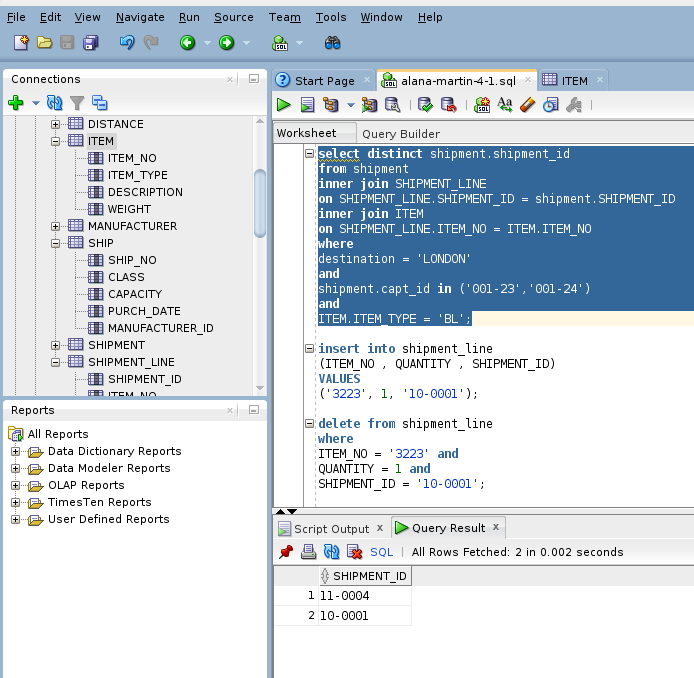 File Edit View Navigate Run Source Team Tools Window Help
Connections
DISTANCE
ITEM
ITEM_NO
ITEM_TYPE
DESCRIPTION
WEIGHT
MANUFACTURER
SHIP
SHIP_NO
CLASS
CAPACITY
PURCH_DATE
MANUFACTURER_ID
SHIPMENT
SHIPMENT_LINE
SHIPMENT_ID
ITEM_NO
Reports
All Reports
Data Dictionary Reports
Data Modeler Reports
OLAP Reports
TimesTen Reports
User Defined Reports
Start Page alana-martin-4-1.sql ITEM
Worksheet Query Builder
select distinct shipment.shipment_id
from shipment
inner join SHIPMENT_LINE
on SHIPMENT_LINE.SHIPMENT_ID = shipment.SHIPMENT_ID
inner join ITEM
on SHIPMENT_LINE.ITEM_NO = ITEM.ITEM_NO
where
destination = 'LONDON'
and
shipment.capt_id in ('001-23','001-24')
and
ITEM.ITEM_TYPE = 'BL';
insert into shipment_line
(ITEM_NO , QUANTITY , SHIPMENT_ID)
VALUES
('3223', 1, '10-0001');
delete from shipment_line
where
ITEM_NO = '3223' and
QUANTITY = 1 and
SHIPMENT_ID = '10-0001';
Script Output x Query Result x
SQL | All Rows Fetched: 2 in 0.002 seconds
SHIPMENT_ID
1 11-0004
2 10-0001